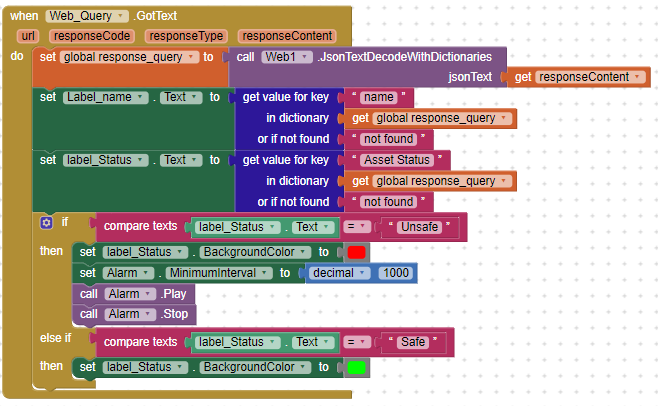 when Web_Query .GotText
url responseCode responseType responseContent
do set global response_query to call Web1 .JsonTextDecodeWithDictionaries
jsonText get responseContent
set Label_name . Text to get value for key “ name ”
in dictionary get global response_query
or if not found “ not found ”
set label_Status . Text to get value for key “ Asset Status ”
in dictionary get global response_query
or if not found “ not found ”
if compare texts label_Status . Text = “ Unsafe ”
then set label_Status . BackgroundColor to
set Alarm . MinimumInterval to decimal 1000
call Alarm .Play
call Alarm .Stop
else if compare texts label_Status . Text = “ Safe ”
then set label_Status . BackgroundColor to